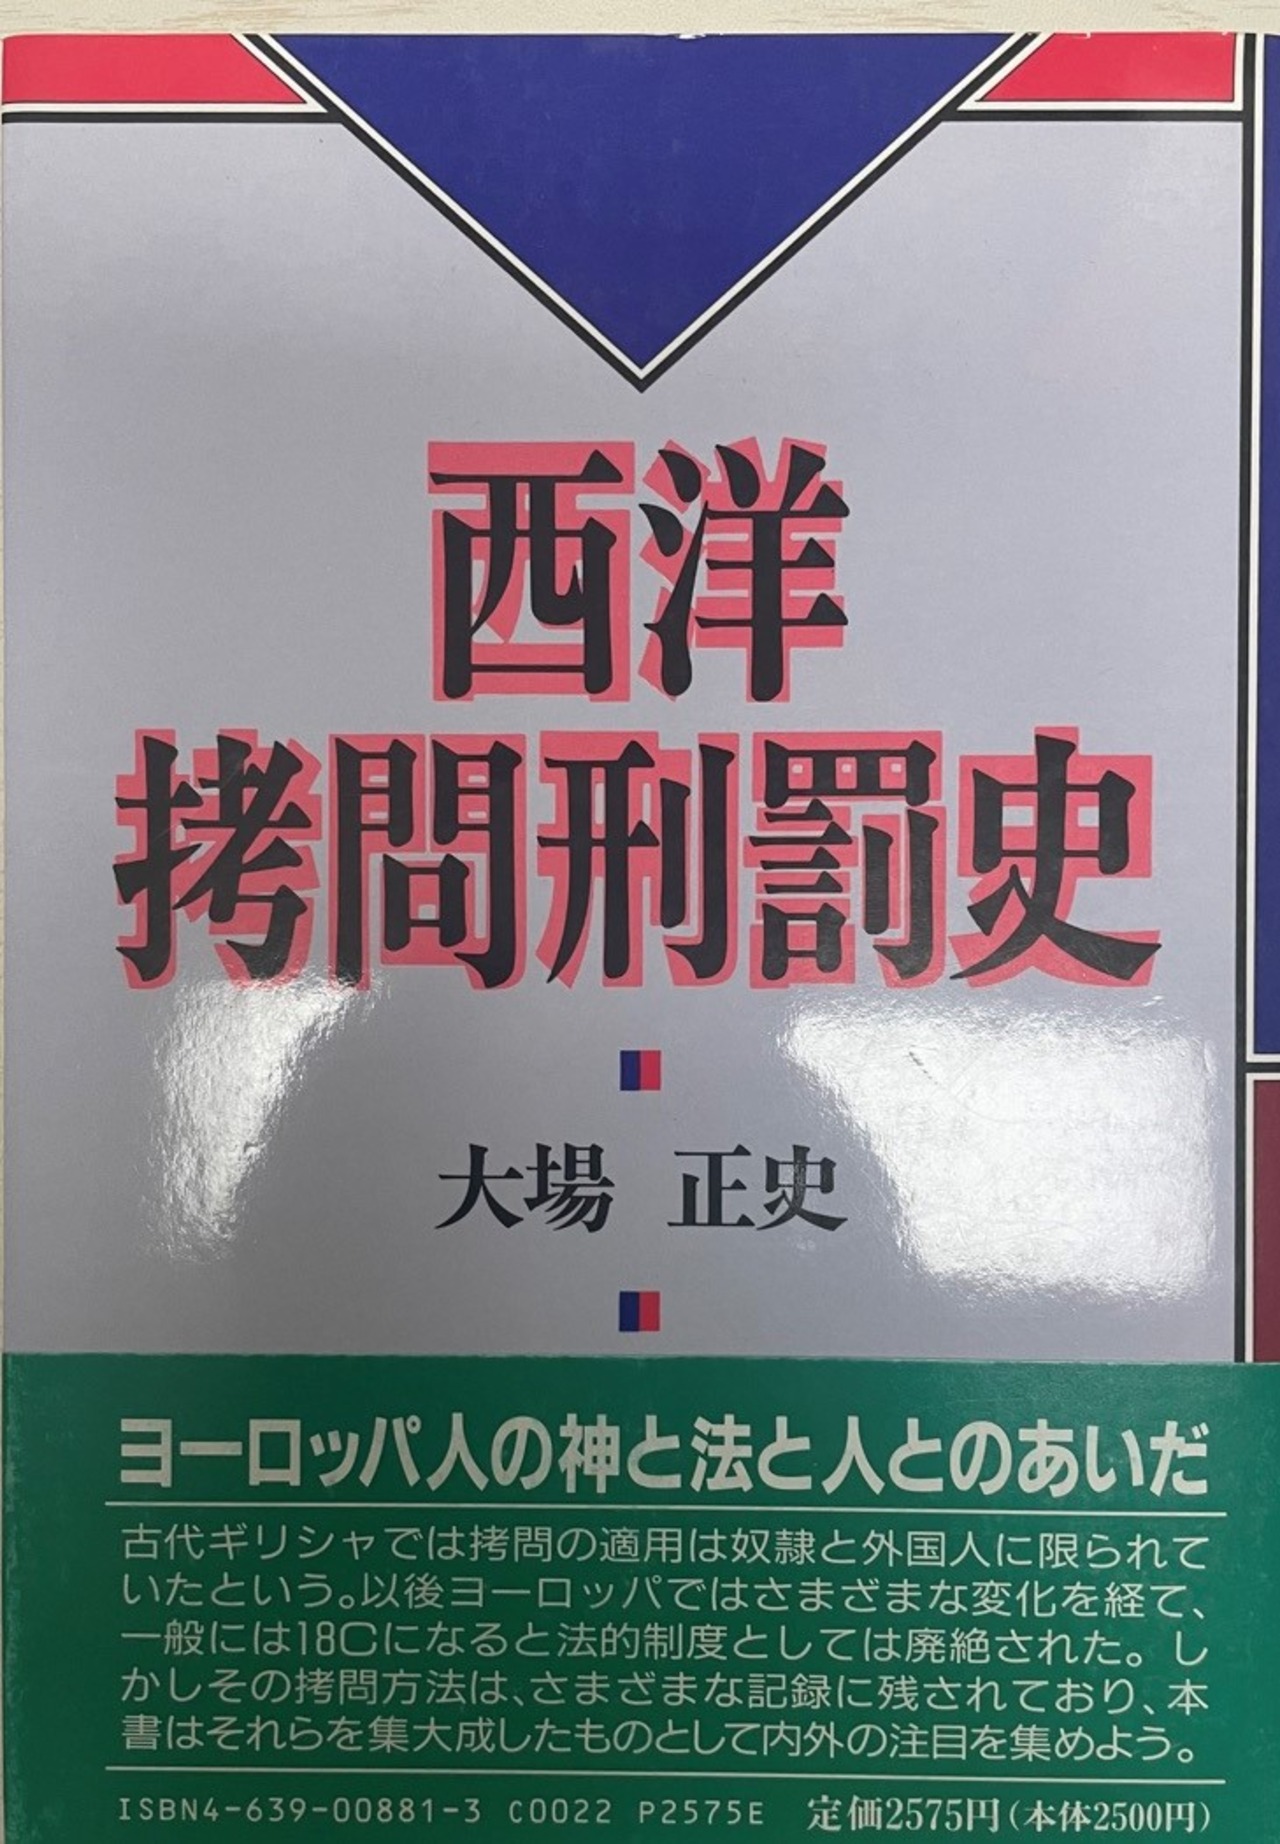 西洋
拷問刑罰史
大場 正史
ヨーロッパ人の神と法と人とのあいだ
古代ギリシャでは拷問の適用は奴隷と外国人に限られて
いたという。以後ヨーロッパではさまざまな変化を経て、
一般には18Cになると法的制度としては廃絶された。し
かしその拷問方法は、さまざまな記録に残されており、本
書はそれらを集大成したものとして内外の注目を集めよう。
ISBN4-639-00881-3 C0022 P2575E 定価2575円(本体2500円)